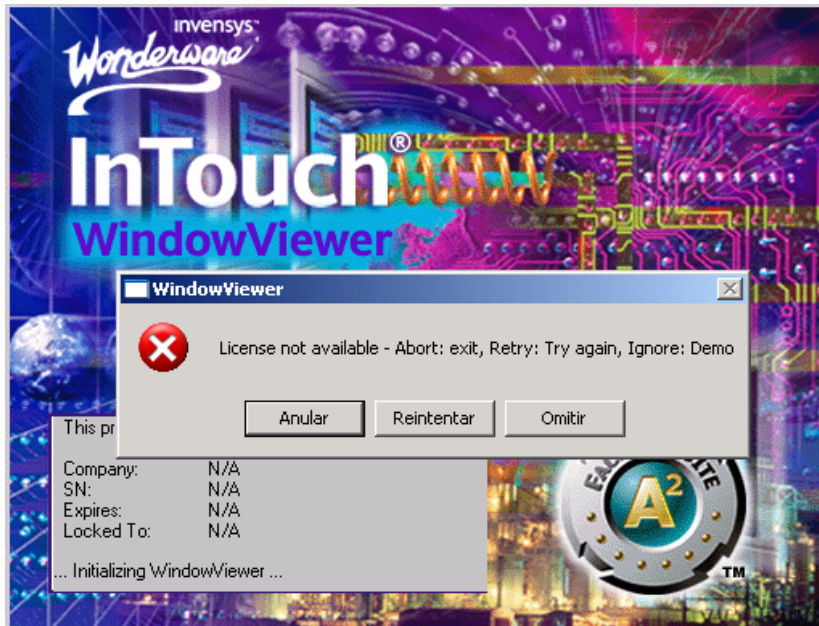 invensys™
Wonderware®
InTouch®
WindowViewer
WindowViewer
License not available - Abort: exit, Retry: Try again, Ignore: Demo
Anular
Reintentar
Omitir
This pr
Company: N/A
SN: N/A
Expires: N/A
Locked To: N/A
... Initializing WindowViewer ...
A²
TM